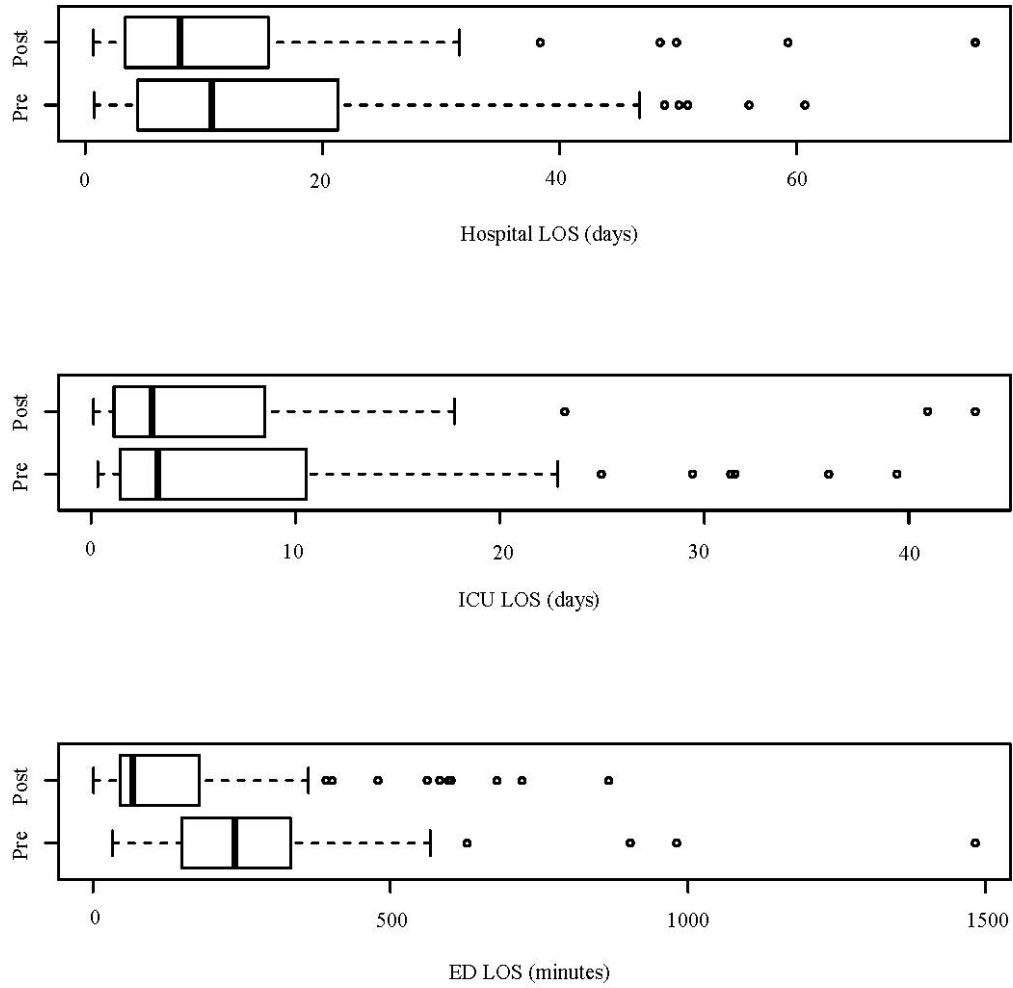 Post
Pre
0 20 40 60
Hospital LOS (days)
Post
Pre
0 10 20 30 40
ICU LOS (days)
Post
Pre
0 500 1000 1500
ED LOS (minutes)